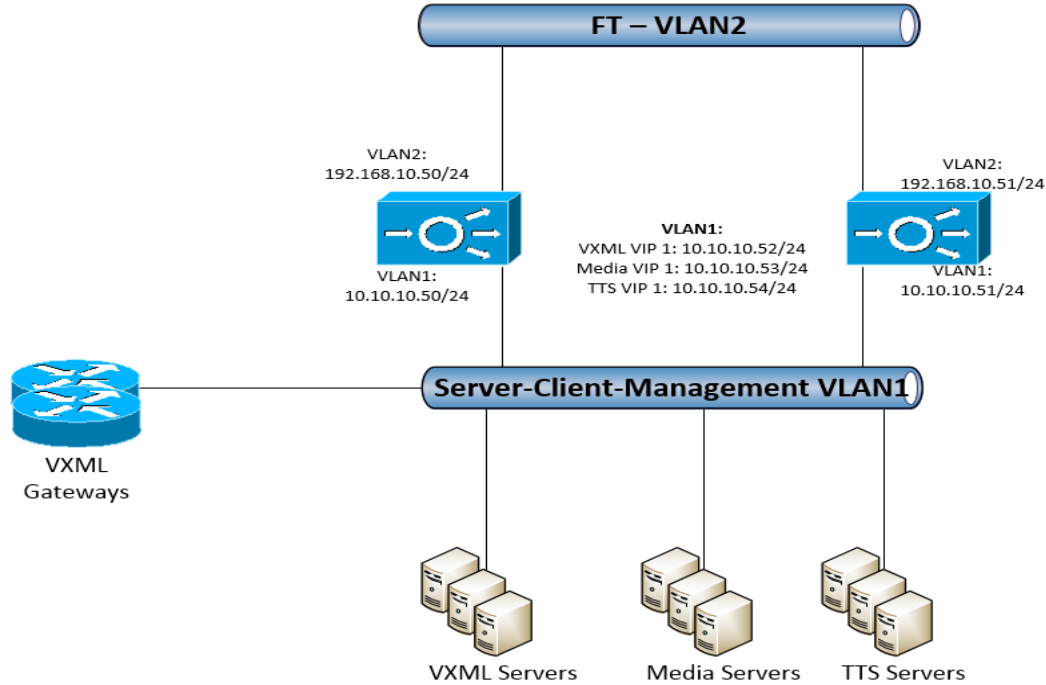 FT – VLAN2
VLAN2:
192.168.10.50/24
VLAN2:
192.168.10.51/24
VLAN1:
VXML VIP 1: 10.10.10.52/24
Media VIP 1: 10.10.10.53/24
TTS VIP 1: 10.10.10.54/24
VLAN1:
10.10.10.50/24
VLAN1:
10.10.10.51/24
Server-Client-Management VLAN1
VXML
Gateways
VXML Servers
Media Servers
TTS Servers